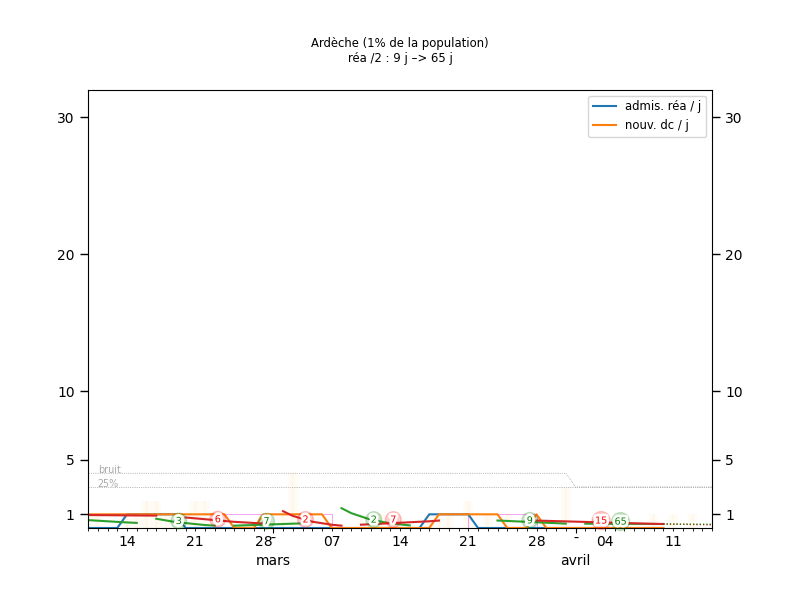 Ardèche (1% de la population)
réa /2 : 9 j –> 65 j
admis. réa / j
nouv. dc / j
30 30
20 20
10 10
5 5
bruit
25%
1 1
3 6 7 2 2 7 9 15 65
14 21 28 07 14 21 28 - 04 11
mars avril